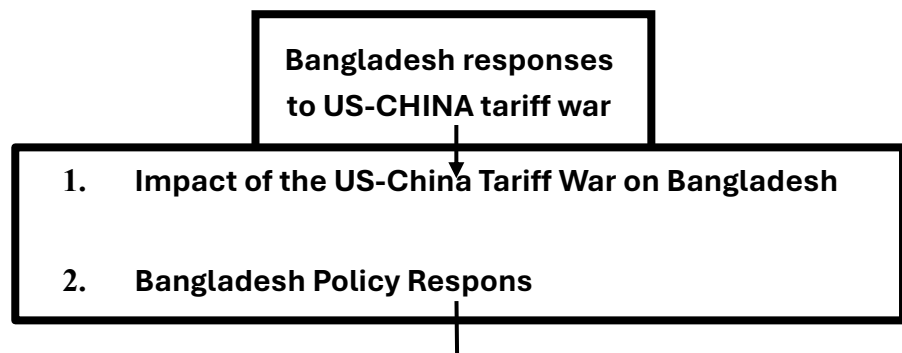 Bangladesh responses
to US-CHINA tariff war
1. Impact of the US-China Tariff War on Bangladesh
2. Bangladesh Policy Respons